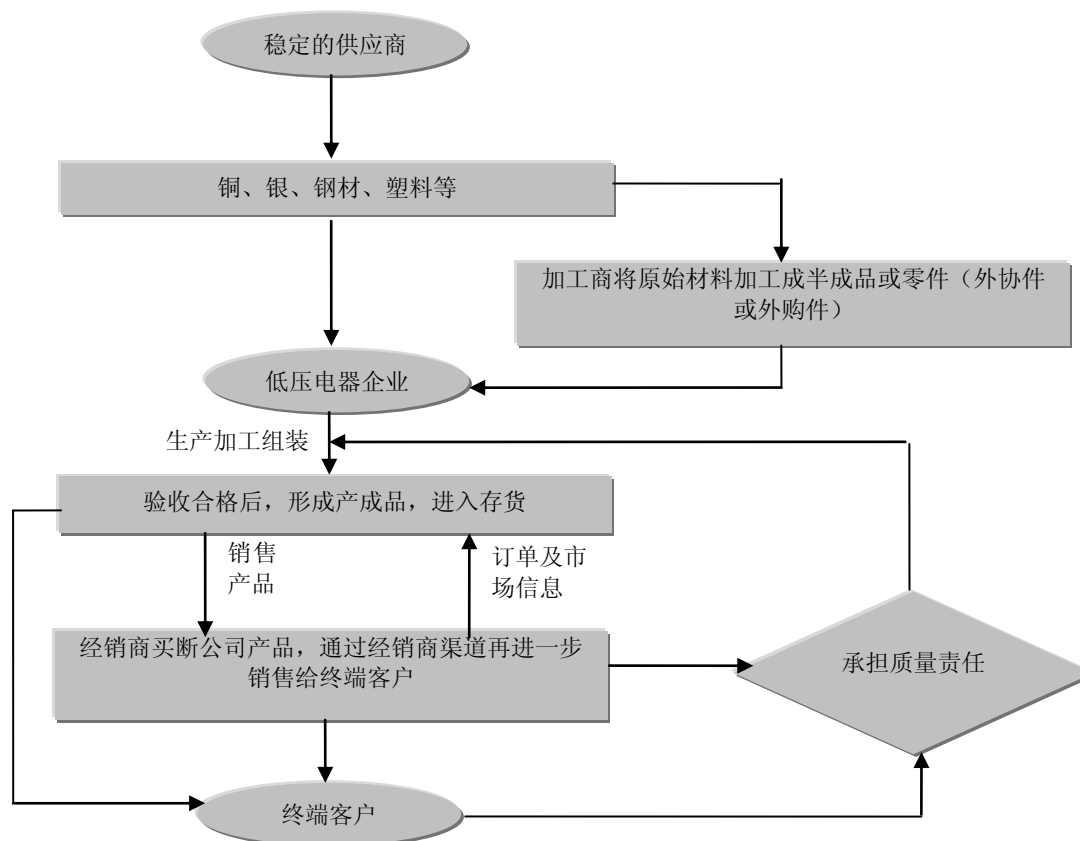 稳定的供应商
铜、银、钢材、塑料等
加工商将原始材料加工成半成品或零件（外协件
或外购件）
低压电器企业
生产加工组装
验收合格后，形成产成品，进入存货
销售
产品
订单及市
场信息
经销商买断公司产品，通过经销商渠道再进一步
销售给终端客户
承担质量责任
终端客户